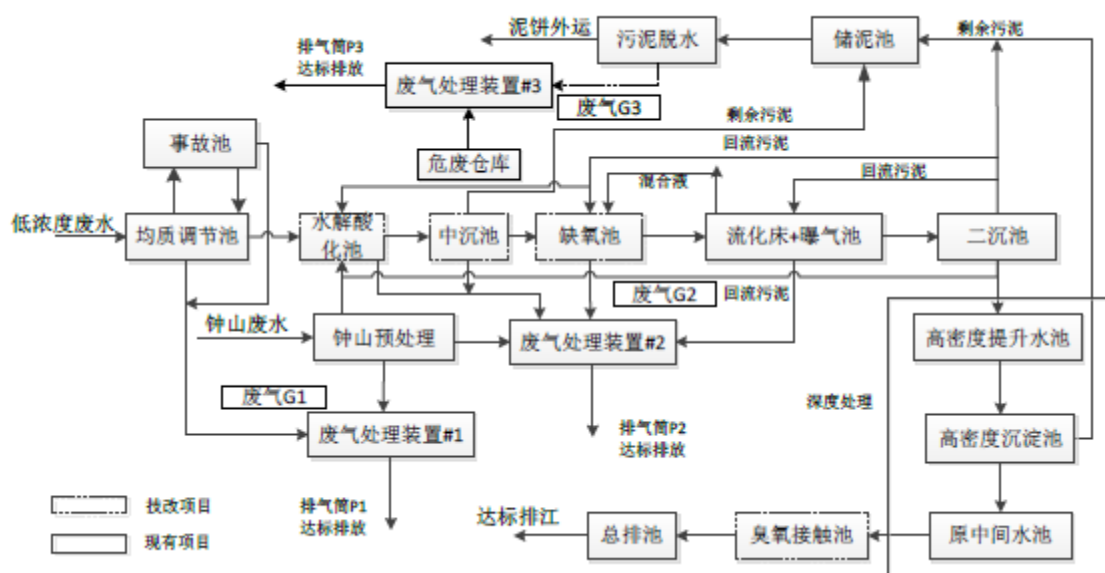 泥饼外运
污泥脱水
储泥池
剩余污泥
排气筒P3
达标排放
废气处理装置#3
废气G3
剩余污泥
事故池
危废仓库
回流污泥
混合液
回流污泥
低浓度废水
均质调节池
水解酸
化池
中沉池
缺氧池
流化床+曝气池
二沉池
废气G2
回流污泥
钟山废水
钟山预处理
废气处理装置#2
高密度提升水池
废气G1
深度处理
废气处理装置#1
排气筒P2
达标排放
高密度沉淀池
技改项目
排气筒P1
达标排放
达标排江
现有项目
总排池
臭氧接触池
原中间水池